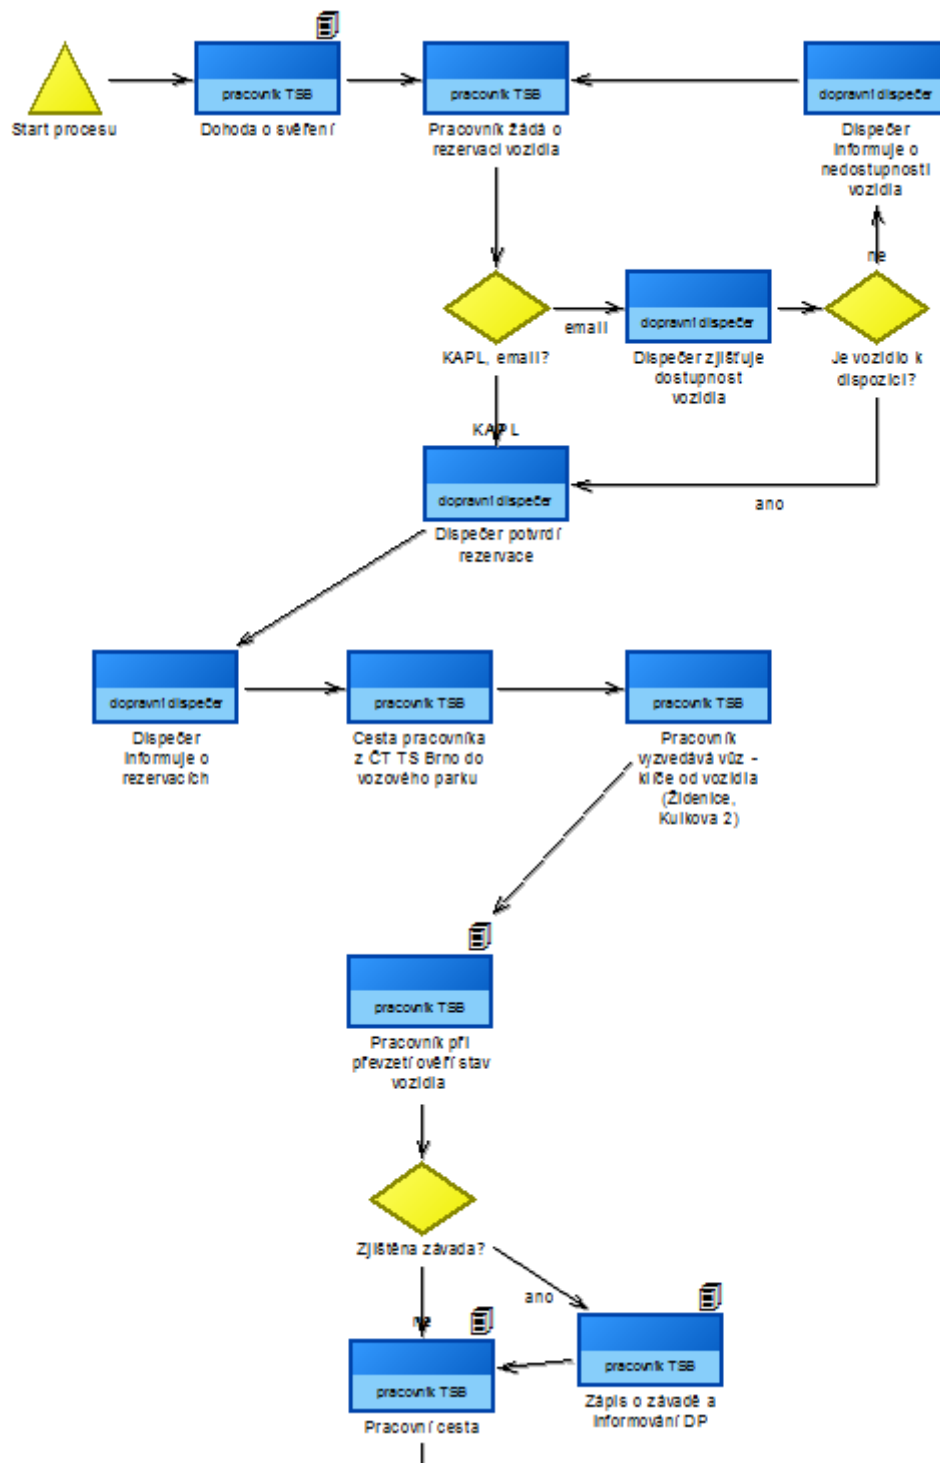 pracovník TSB
Dohoda o svěření
Start procesu
pracovník TSB
Pracovník žádá o
rezervaci vozidla
dopravní dispečer
Dispečer
informuje o
nedostupnosti
vozidla
ne
KAPL, email?
email
dopravní dispečer
Dispečer zjišťuje
dostupnost
vozidla
Je vozidlo k
dispozici?
KAPL
ano
dopravní dispečer
Dispečer potvrdí
rezervace
dopravní dispečer
Dispečer
informuje o
rezervacích
pracovník TSB
Cesta pracovníka
z ČT TS Brno do
vozového parku
pracovník TSB
Pracovník
vyzvedává vůz -
klíče od vozidla
(Židenice,
Kulkova 2)
pracovník TSB
Pracovník při
převzetí ověří stav
vozidla
Zjištěna závada?
ano
ne
pracovník TSB
Pracovní cesta
pracovník TSB
Zápis o závadě a
informování DP